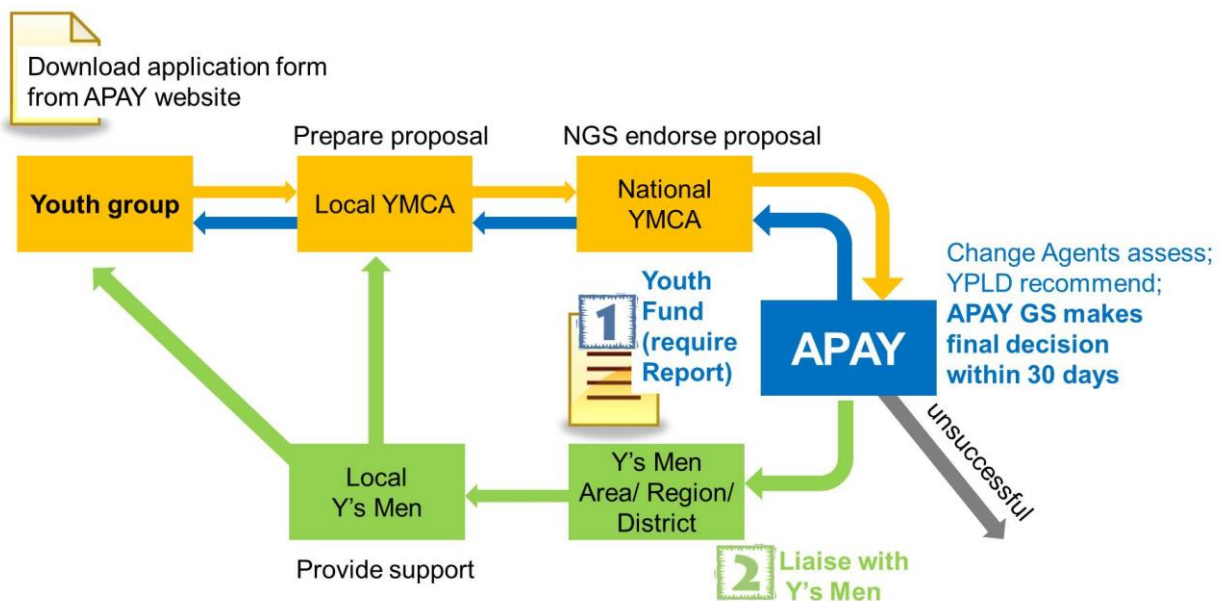 Download application form
from APAY website
Prepare proposal
NGS endorse proposal
Youth group
Local YMCA
National
YMCA
Change Agents assess;
YPLD recommend;
APAY GS makes
final decision
within 30 days
1
Youth
Fund
(require
Report)
APAY
unsuccessful
Local
Y's Men
Y's Men
Area/ Region/
District
Provide support
2
Liaise with
Y's Men